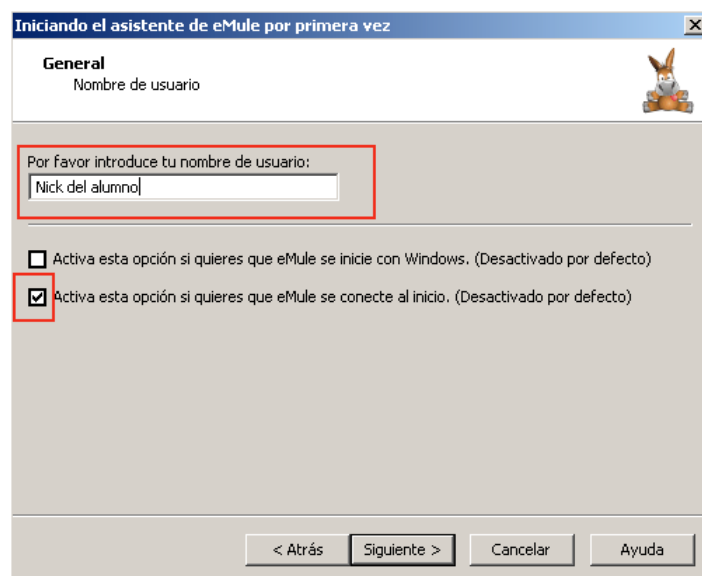 Iniciando el asistente de eMule por primera vez
General
Nombre de usuario
Por favor introduce tu nombre de usuario:
Nick del alumno
Activa esta opción si quieres que eMule se inicie con Windows. (Desactivado por defecto)
Activa esta opción si quieres que eMule se conecte al inicio. (Desactivado por defecto)
< Atrás Siguiente > Cancelar Ayuda